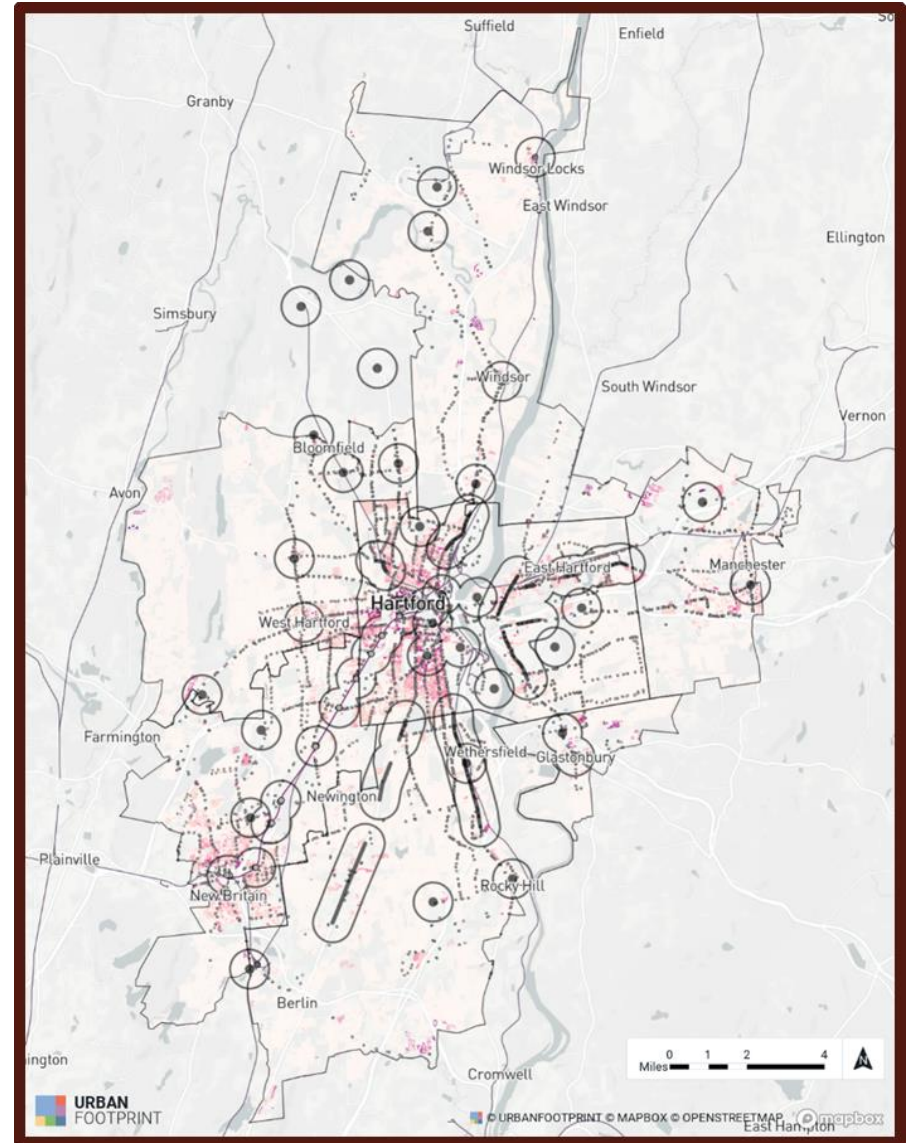 Suffield
So
Enfield
Granby
Windsor Locks
East Windsor
Ellington
Simsbury
Windsor
South Windsor
Vernon
Bloomfield
Avon
East Hartford
Manchester
Hartford
West Hartford
Farmington
Wethersfield
Glastonbury
Newington
Plainville
Rocky Hill
New Britain
Berlin
ington
Cromwell
Miles 0 1 2 4
N
URBAN
FOOTPRINT
© URBANFOOTPRINT © MAPBOX © OPENSTREETMAP
mapbox
East Hampton